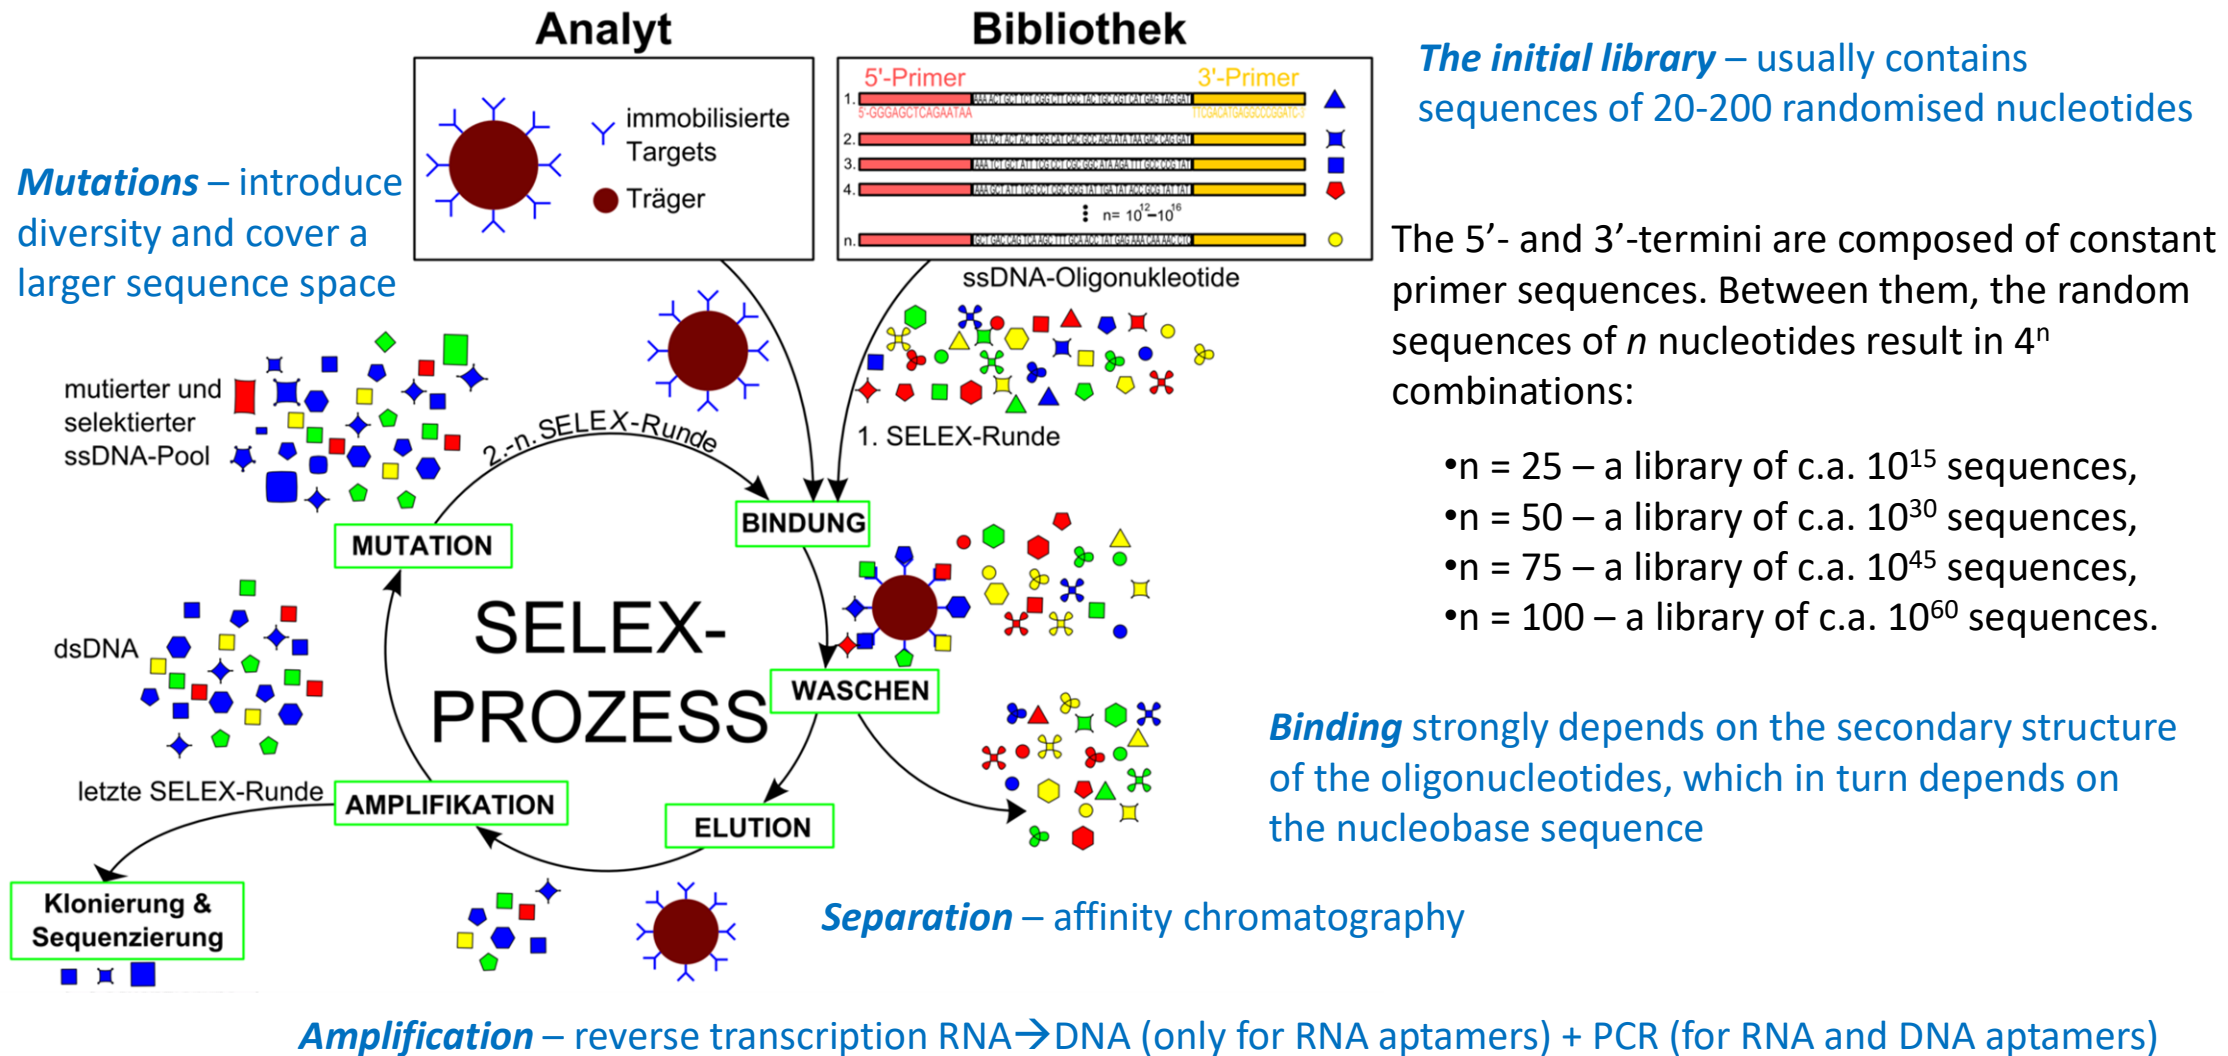 Analyt
immobilisierte
Targets
Träger
Bibliothek
5'-Primer
3'-Primer
1.
5'-GGGAGCTCAGAATAA
2.
3.
4.
n= 10¹²–10¹⁶
n.
ssDNA-Oligonukleotide
1. SELEX-Runde
The initial library – usually contains
sequences of 20-200 randomised nucleotides
Mutations – introduce
diversity and cover a
larger sequence space
The 5’- and 3’-termini are composed of constant
primer sequences. Between them, the random
sequences of n nucleotides result in 4ⁿ
combinations:
•n = 25 – a library of c.a. 10¹⁵ sequences,
•n = 50 – a library of c.a. 10³⁰ sequences,
•n = 75 – a library of c.a. 10⁴⁵ sequences,
•n = 100 – a library of c.a. 10⁶⁰ sequences.
mutierter und
selektierter
ssDNA-Pool
2.-n. SELEX-Runde
BINDUNG
MUTATION
SELEX-
PROZESS
dsDNA
WASCHEN
letzte SELEX-Runde
AMPLIFIKATION
ELUTION
Klonierung &
Sequenzierung
Binding strongly depends on the secondary structure
of the oligonucleotides, which in turn depends on
the nucleobase sequence
Separation – affinity chromatography
Amplification – reverse transcription RNA→DNA (only for RNA aptamers) + PCR (for RNA and DNA aptamers)